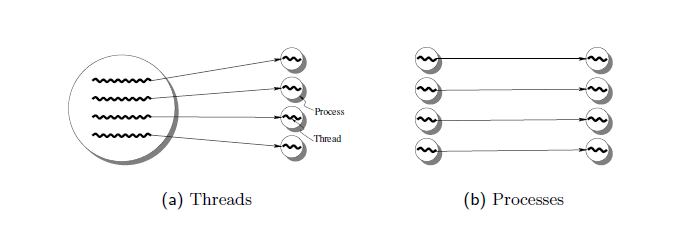 Process
Thread
(a) Threads
(b) Processes